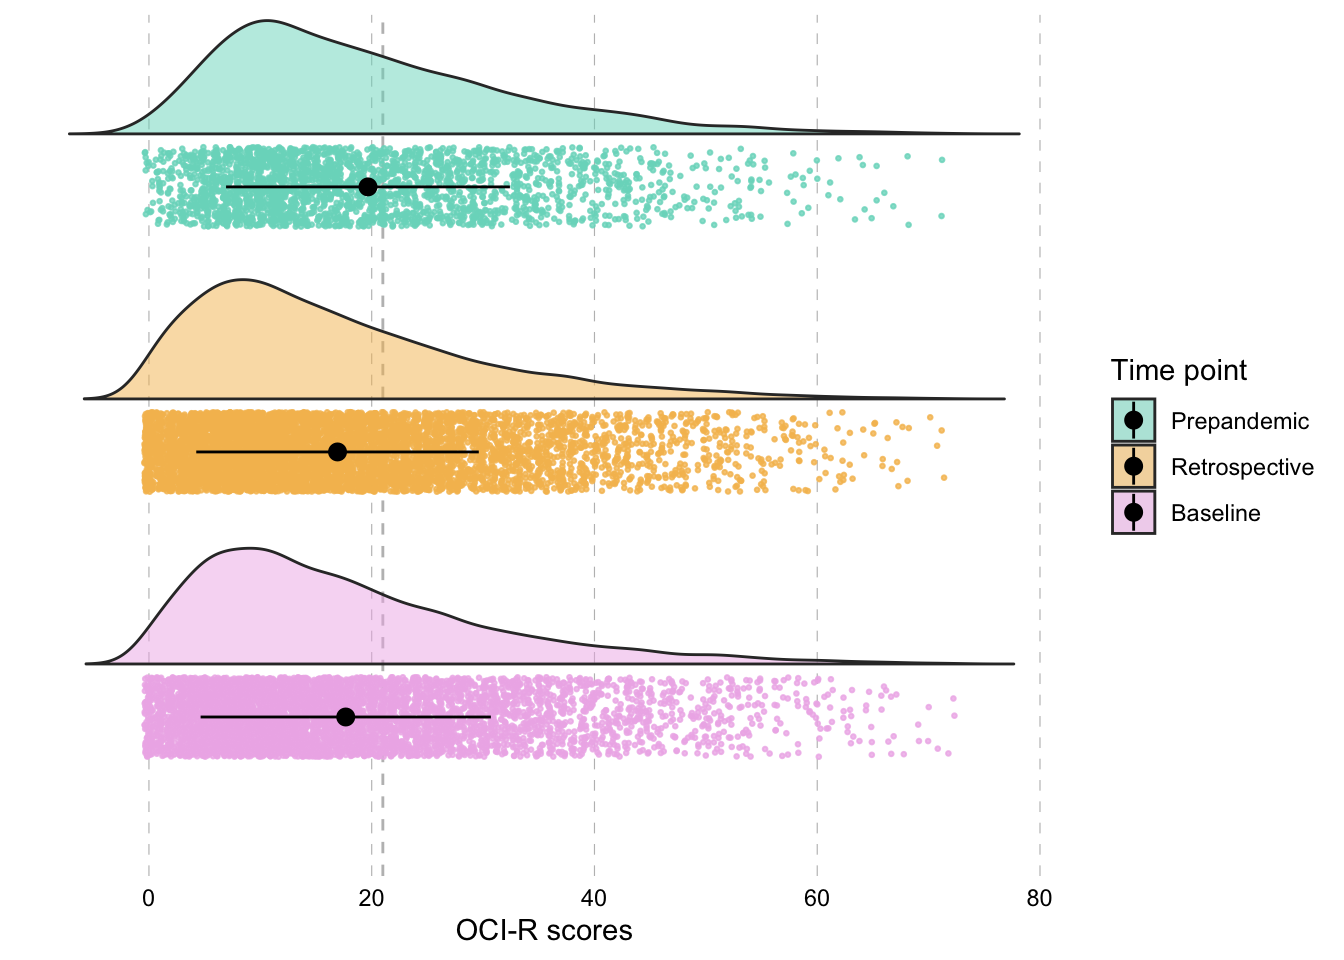 Time point
Prepandemic
Retrospective
Baseline
0 20 40 60 80
OCI-R scores